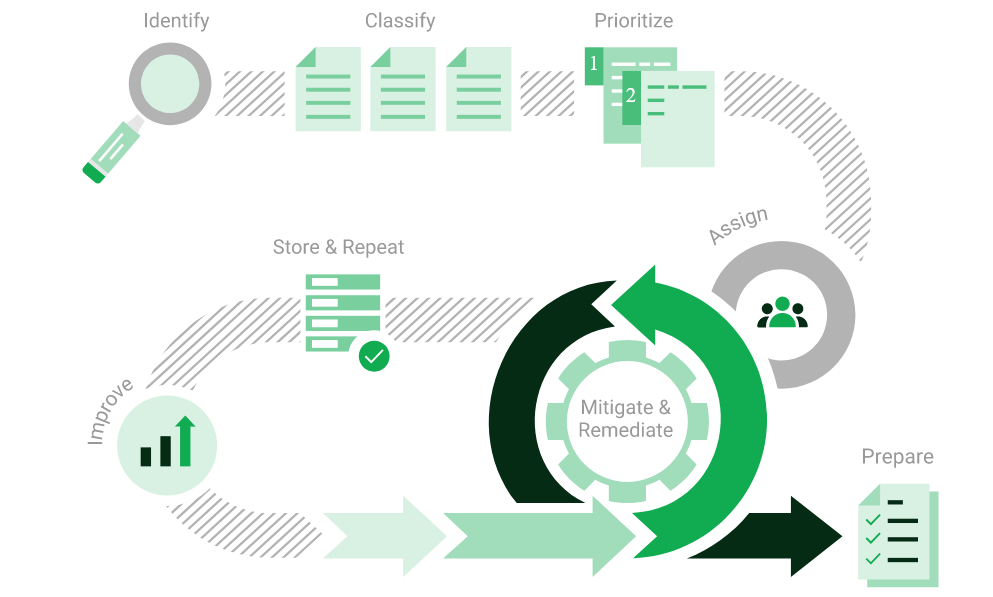 Identify
Classify
Prioritize
1
2
Assign
Store & Repeat
Improve
Mitigate &
Remediate
Prepare